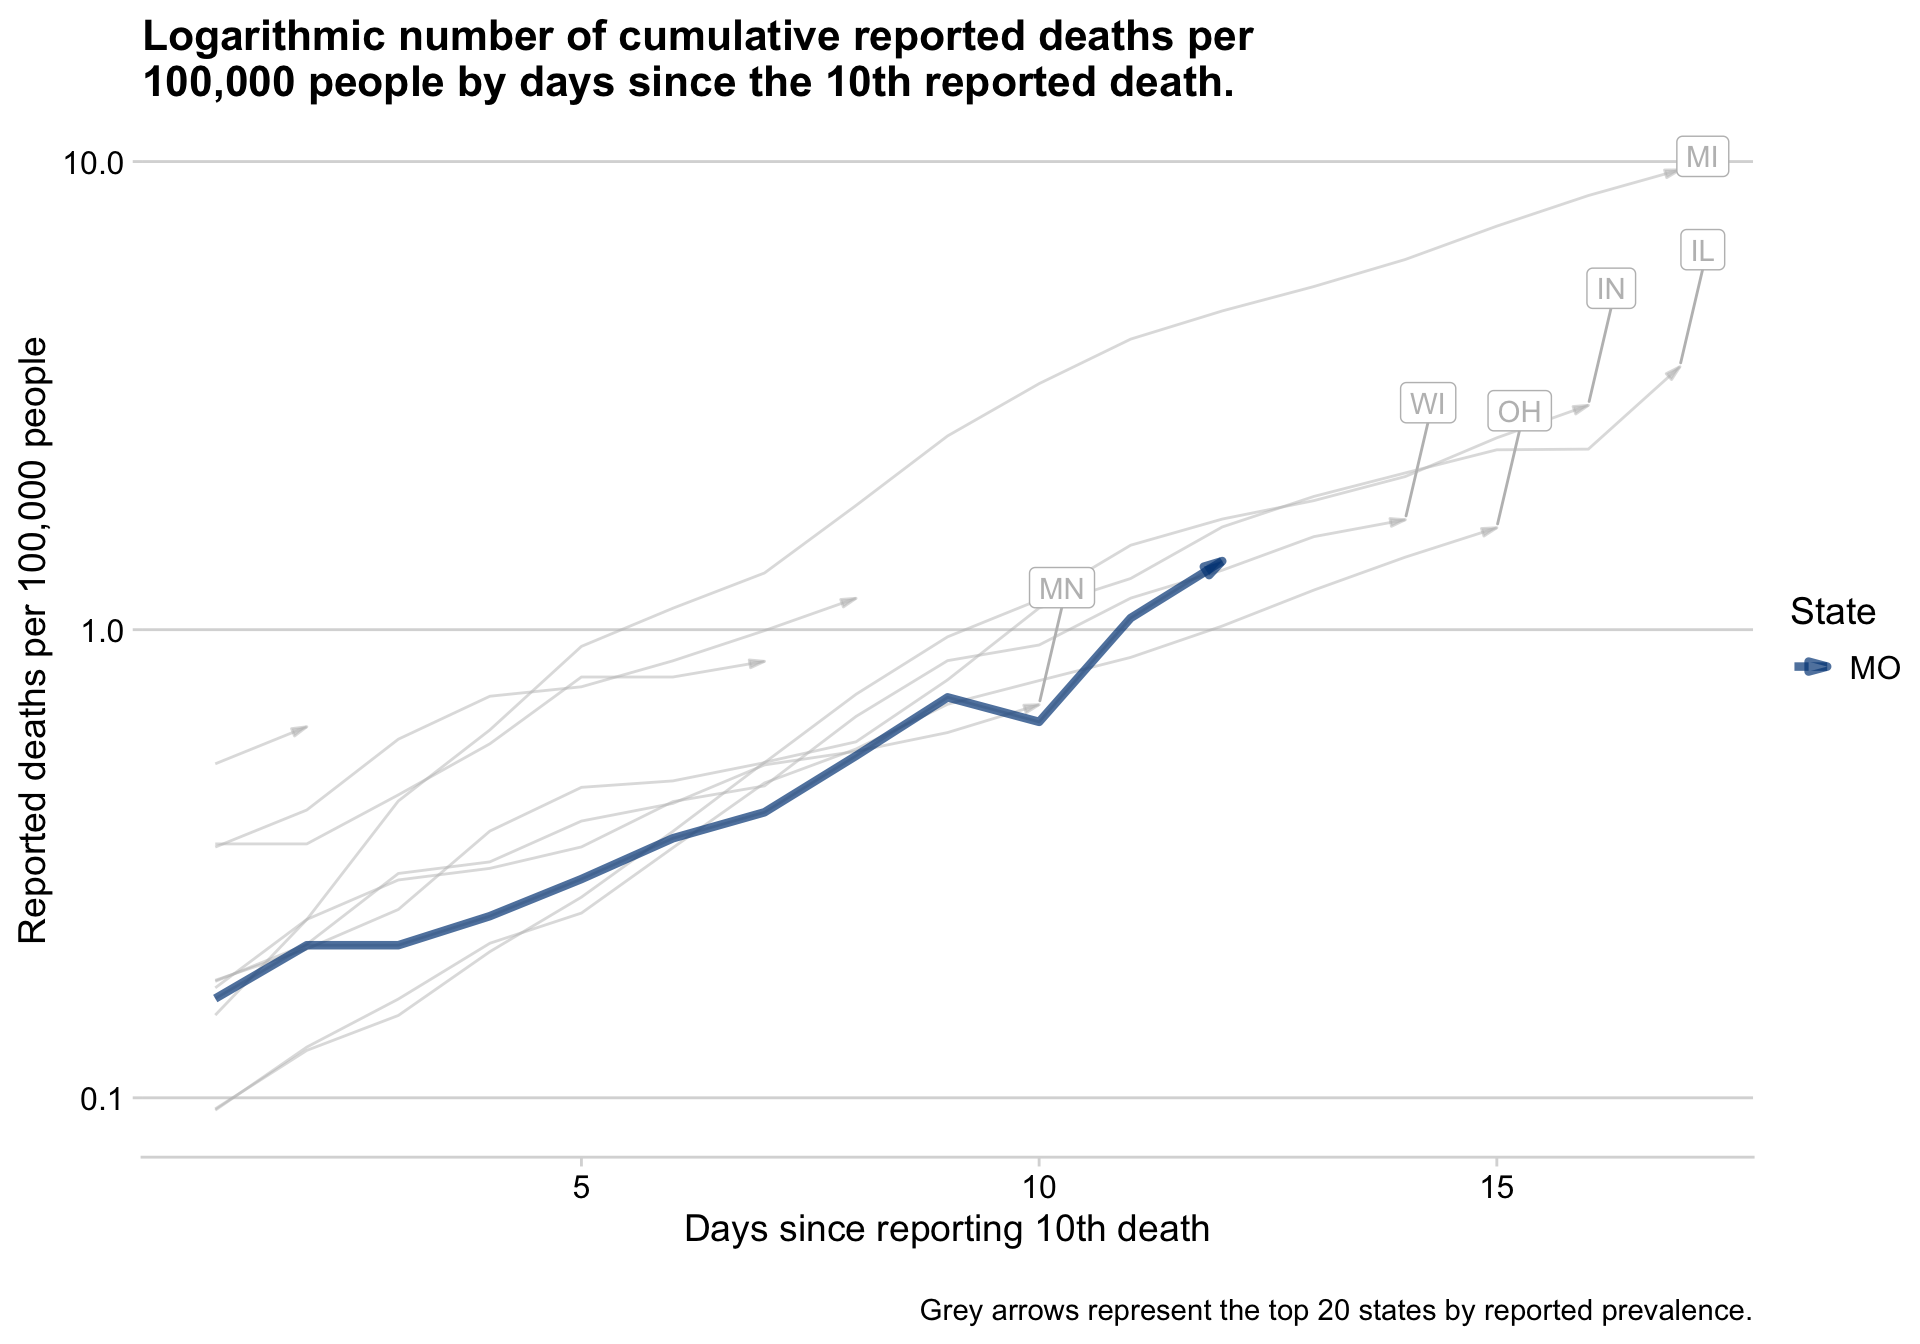 Logarithmic number of cumulative reported deaths per
100,000 people by days since the 10th reported death.
10.0
1.0
0.1
Reported deaths per 100,000 people
MI
IL
IN
WI
OH
MN
State
MO
5
10
15
Days since reporting 10th death
Grey arrows represent the top 20 states by reported prevalence.